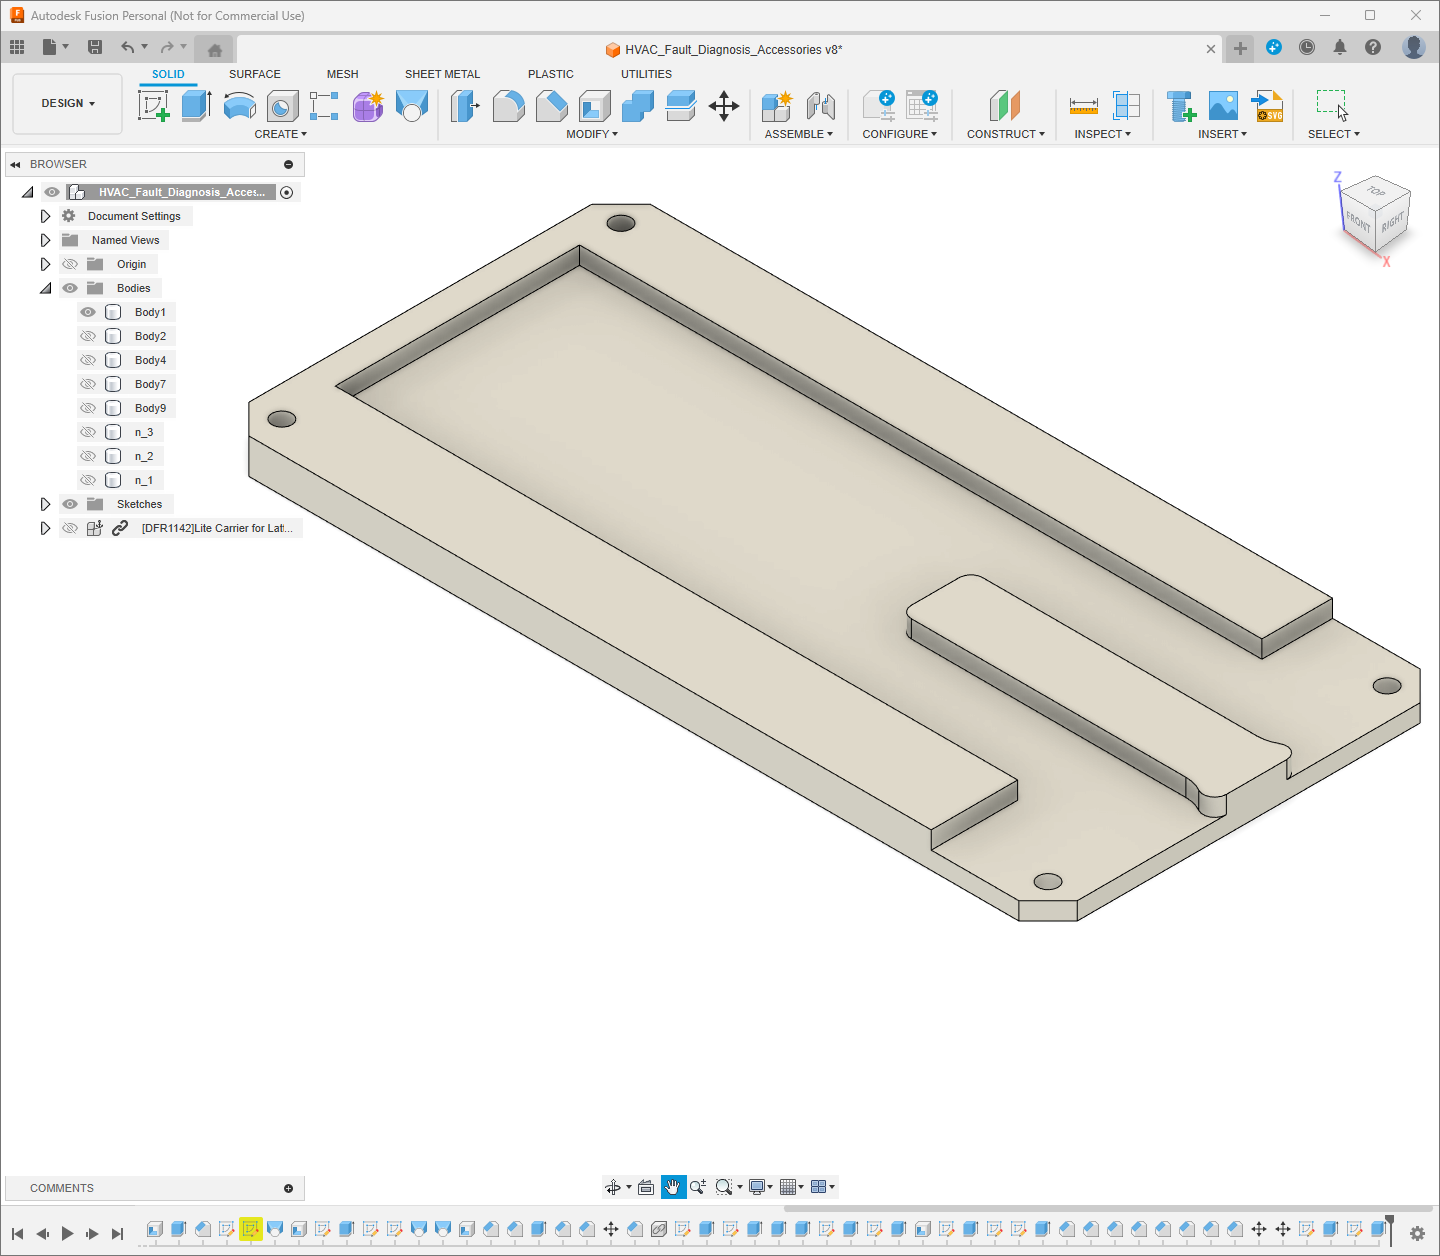 Autodesk Fusion Personal (Not for Commercial Use)
HVAC_Fault_Diagnosis_Accessories v8*
SOLID SURFACE MESH SHEET METAL PLASTIC UTILITIES
DESIGN
CREATE MODIFY ASSEMBLE CONFIGURE CONSTRUCT INSPECT INSERT SELECT
BROWSER
HVAC_Fault_Diagnosis_Acces...
Document Settings
Named Views
Origin
Bodies
Body1
Body2
Body4
Body7
Body9
n_3
n_2
n_1
Sketches
[DFR1142]Lite Carrier for Latt...
Z
TOP
FRONT
RIGHT
X
SVG
COMMENTS